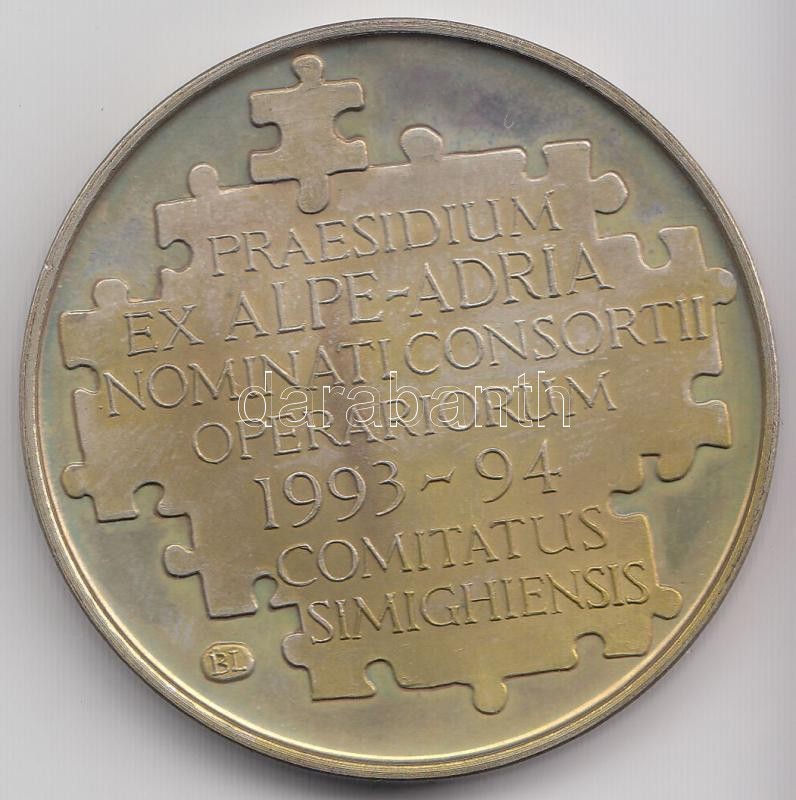 PRAESIDIUM
EX ALPE-ADRIA
NOMINATI CONSORTII
darabanth
OPERARIORUM
1993-94
COMITATUS
SIMIGHIENSIS
BL